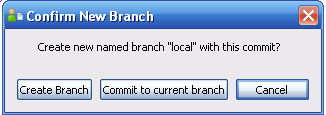 Confirm New Branch
Create new named branch "local" with this commit?
Create Branch
Commit to current branch
Cancel